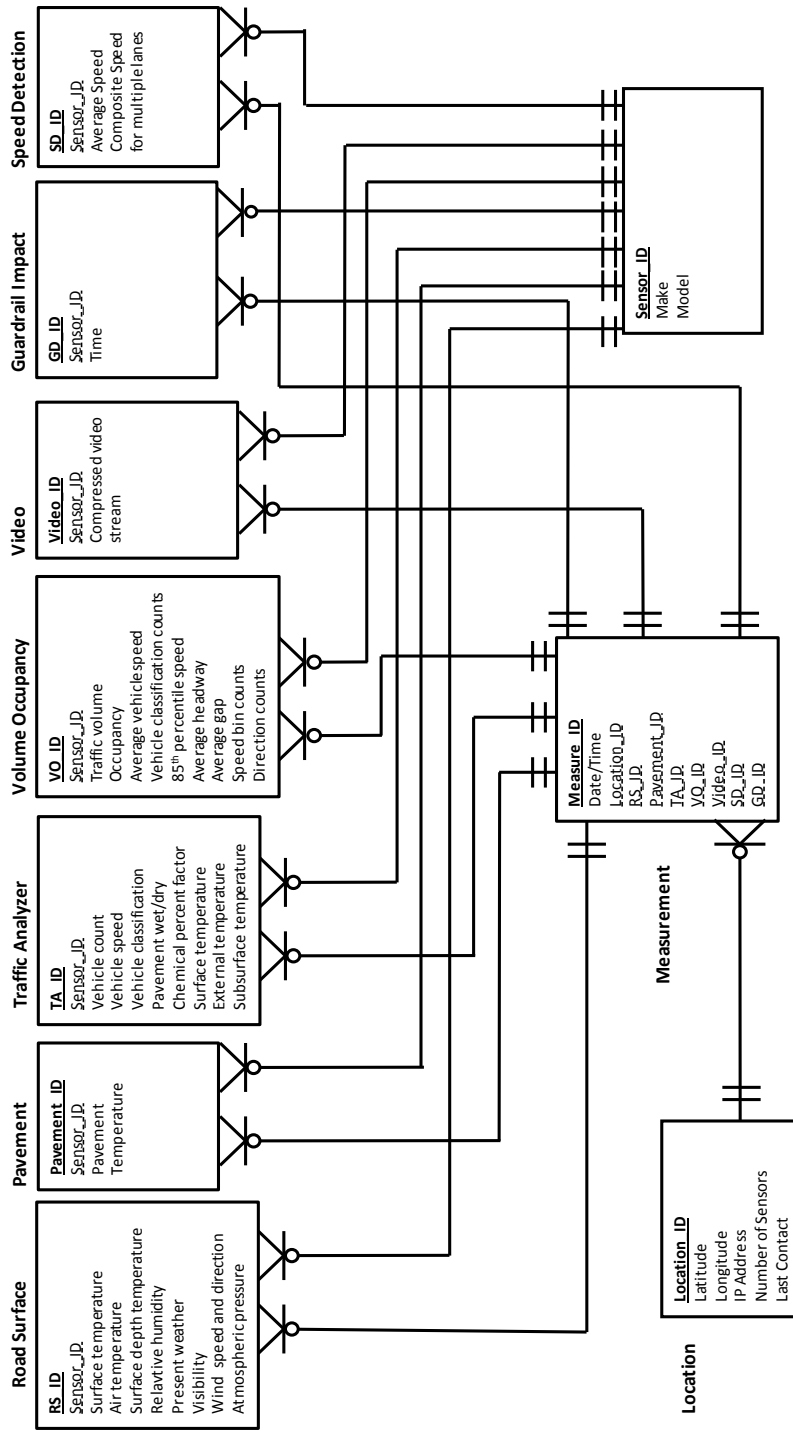 Road Surface
RS_ID
Sensor_ID
Surface temperature
Air temperature
Surface depth temperature
Relavtive humidity
Present weather
Visibility
Wind speed and direction
Atmospheric pressure
Pavement
Pavement_ID
Sensor_ID
Pavement
Temperature
Traffic Analyzer
TA_ID
Sensor_ID
Vehicle count
Vehicle speed
Vehicle classification
Pavement wet/dry
Chemical percent factor
Surface temperature
External temperature
Subsurface temperature
Volume Occupancy
VO_ID
Sensor_ID
Traffic volume
Occupancy
Average vehicle speed
Vehicle classification counts
85th percentile speed
Average headway
Average gap
Speed bin counts
Direction counts
Video
Video_ID
Sensor_ID
Compressed video
stream
Guardrail Impact
GD_ID
Sensor_ID
Time
Speed Detection
SD_ID
Sensor_ID
Average Speed
Composite Speed
for multiple lanes
Location
Location_ID
Latitude
Longitude
IP Address
Number of Sensors
Last Contact
Measurement
Measure_ID
Date/Time
Location_ID
RS_ID
Pavement_ID
TA_ID
VO_ID
Video_ID
SD_ID
GD_ID
Sensor_ID
Make
Model